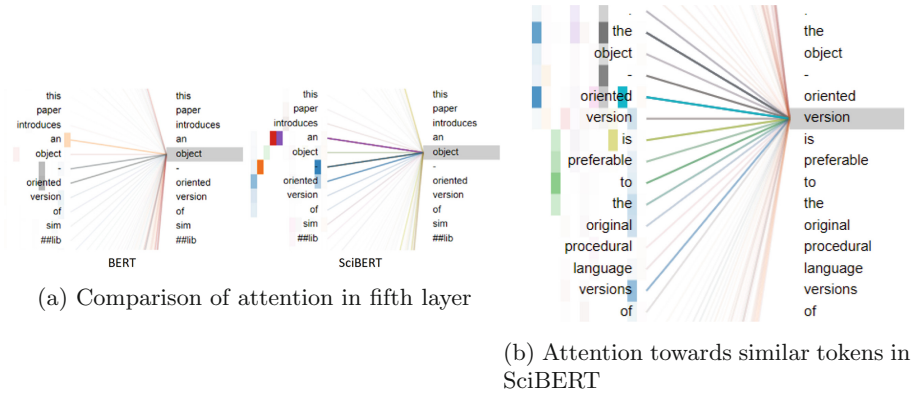 this this
paper paper
introduces introduces
an an
object object
- -
oriented oriented
version version
of of
sim sim
##lib ##lib
BERT
this this
paper paper
introduces introduces
an an
object object
- -
oriented oriented
version version
of of
sim sim
##lib ##lib
SciBERT
(a) Comparison of attention in fifth layer
. .
the the
object object
- -
oriented oriented
version version
is is
preferable preferable
to to
the the
original original
procedural procedural
language language
versions versions
of of
(b) Attention towards similar tokens in
SciBERT